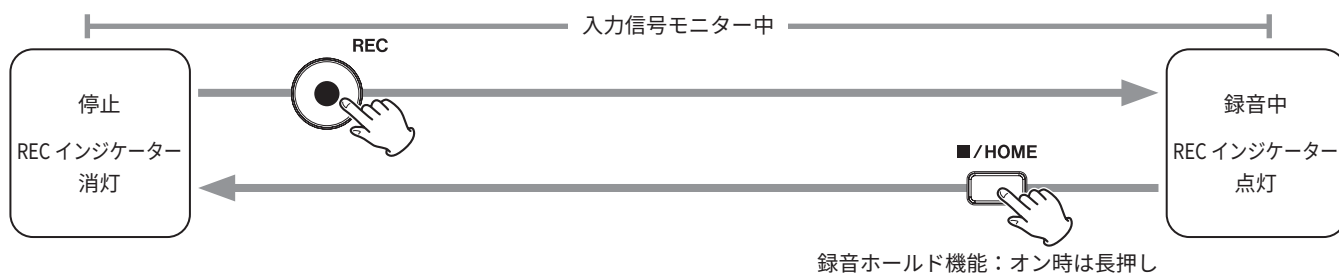 入力信号モニター中
REC
停止
REC インジケーター
消灯
録音中
REC インジケーター
点灯
■/HOME
録音ホールド機能：オン時は長押し